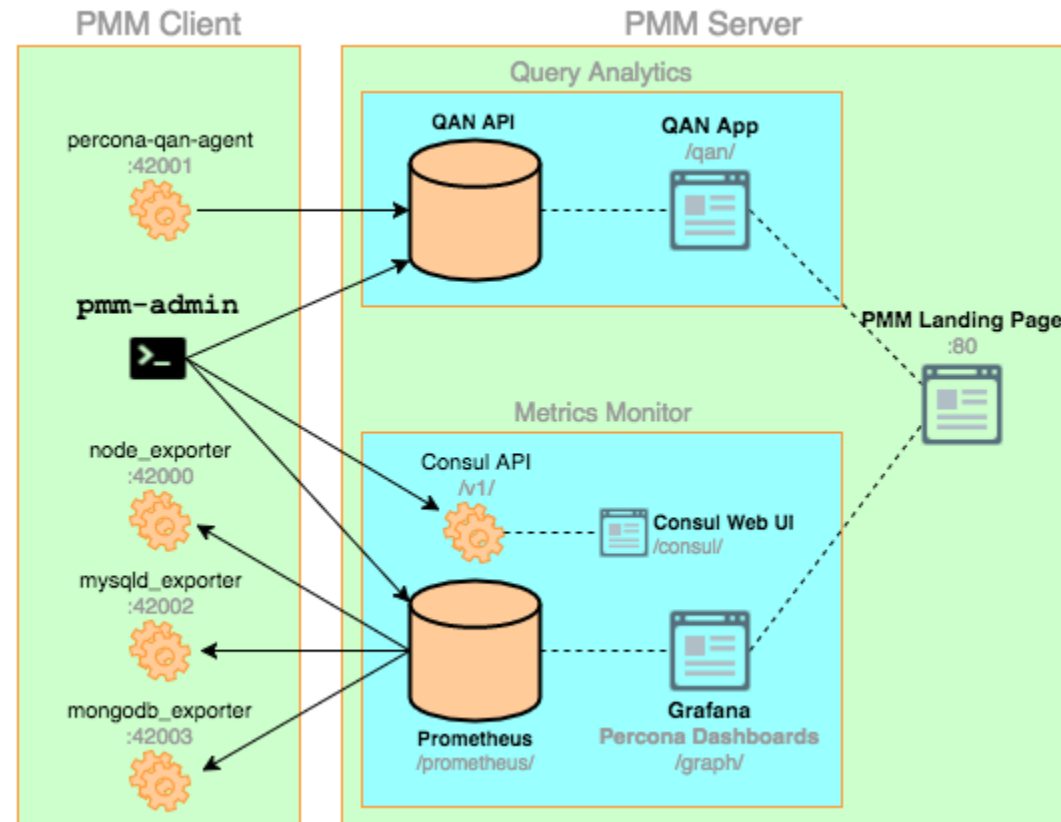 PMM Client
PMM Server
percona-qan-agent
:42001
pmm-admin
node_exporter
:42000
mysqld_exporter
:42002
mongodb_exporter
:42003
Query Analytics
QAN API
QAN App
/qan/
PMM Landing Page
:80
Metrics Monitor
Consul API
/v1/
Consul Web UI
/consul/
Prometheus
/prometheus/
Grafana
Percona Dashboards
/graph/